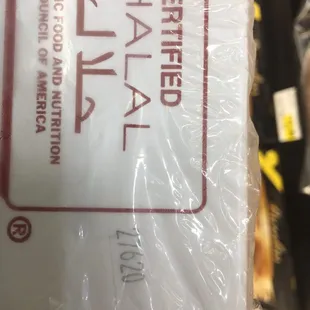 ERTIFIED
HALAL
حلال
IC FOOD AND NUTRITION
OUNCIL OF AMERICA
®
27620